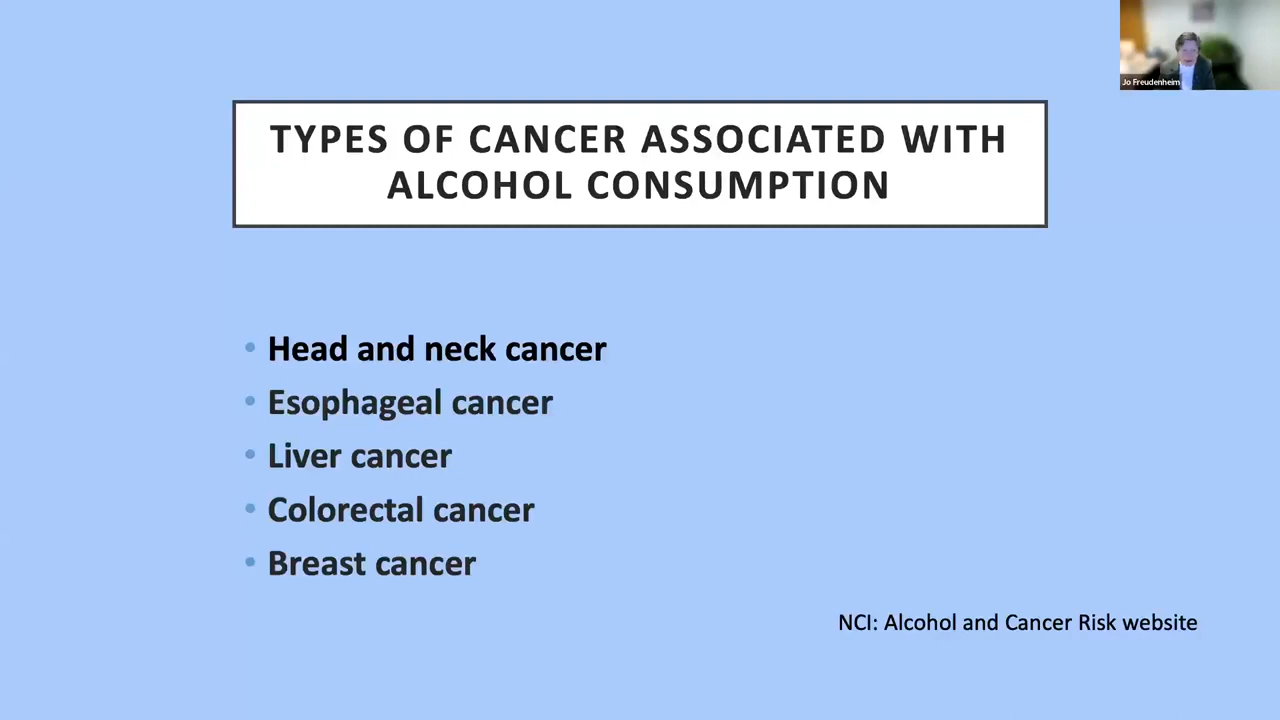 Jo Freudenheim
TYPES OF CANCER ASSOCIATED WITH
ALCOHOL CONSUMPTION
• Head and neck cancer
• Esophageal cancer
• Liver cancer
• Colorectal cancer
• Breast cancer
NCI: Alcohol and Cancer Risk website